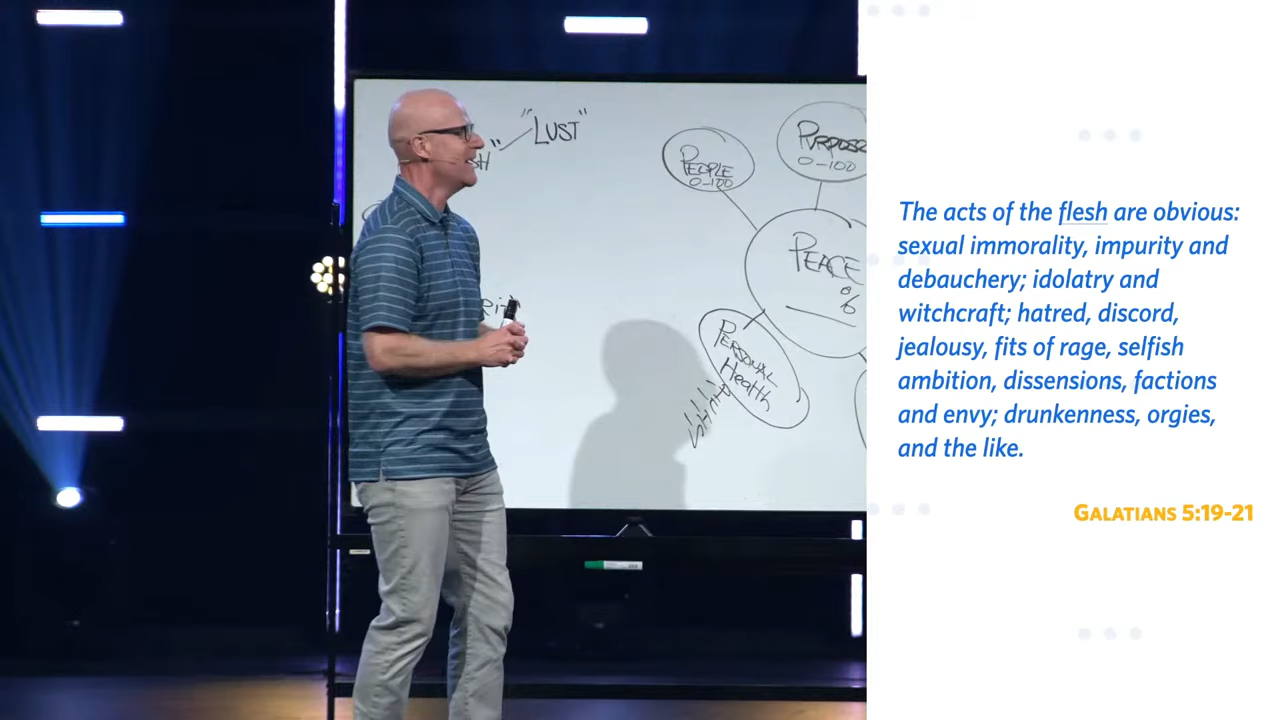 "LUST"
PEOPLE
0-100
PURPOSE
0-100
PEACE
%
PERSONAL
Health
The acts of the flesh are obvious:
sexual immorality, impurity and
debauchery; idolatry and
witchcraft; hatred, discord,
jealousy, fits of rage, selfish
ambition, dissensions, factions
and envy; drunkenness, orgies,
and the like.
GALATIANS 5:19-21